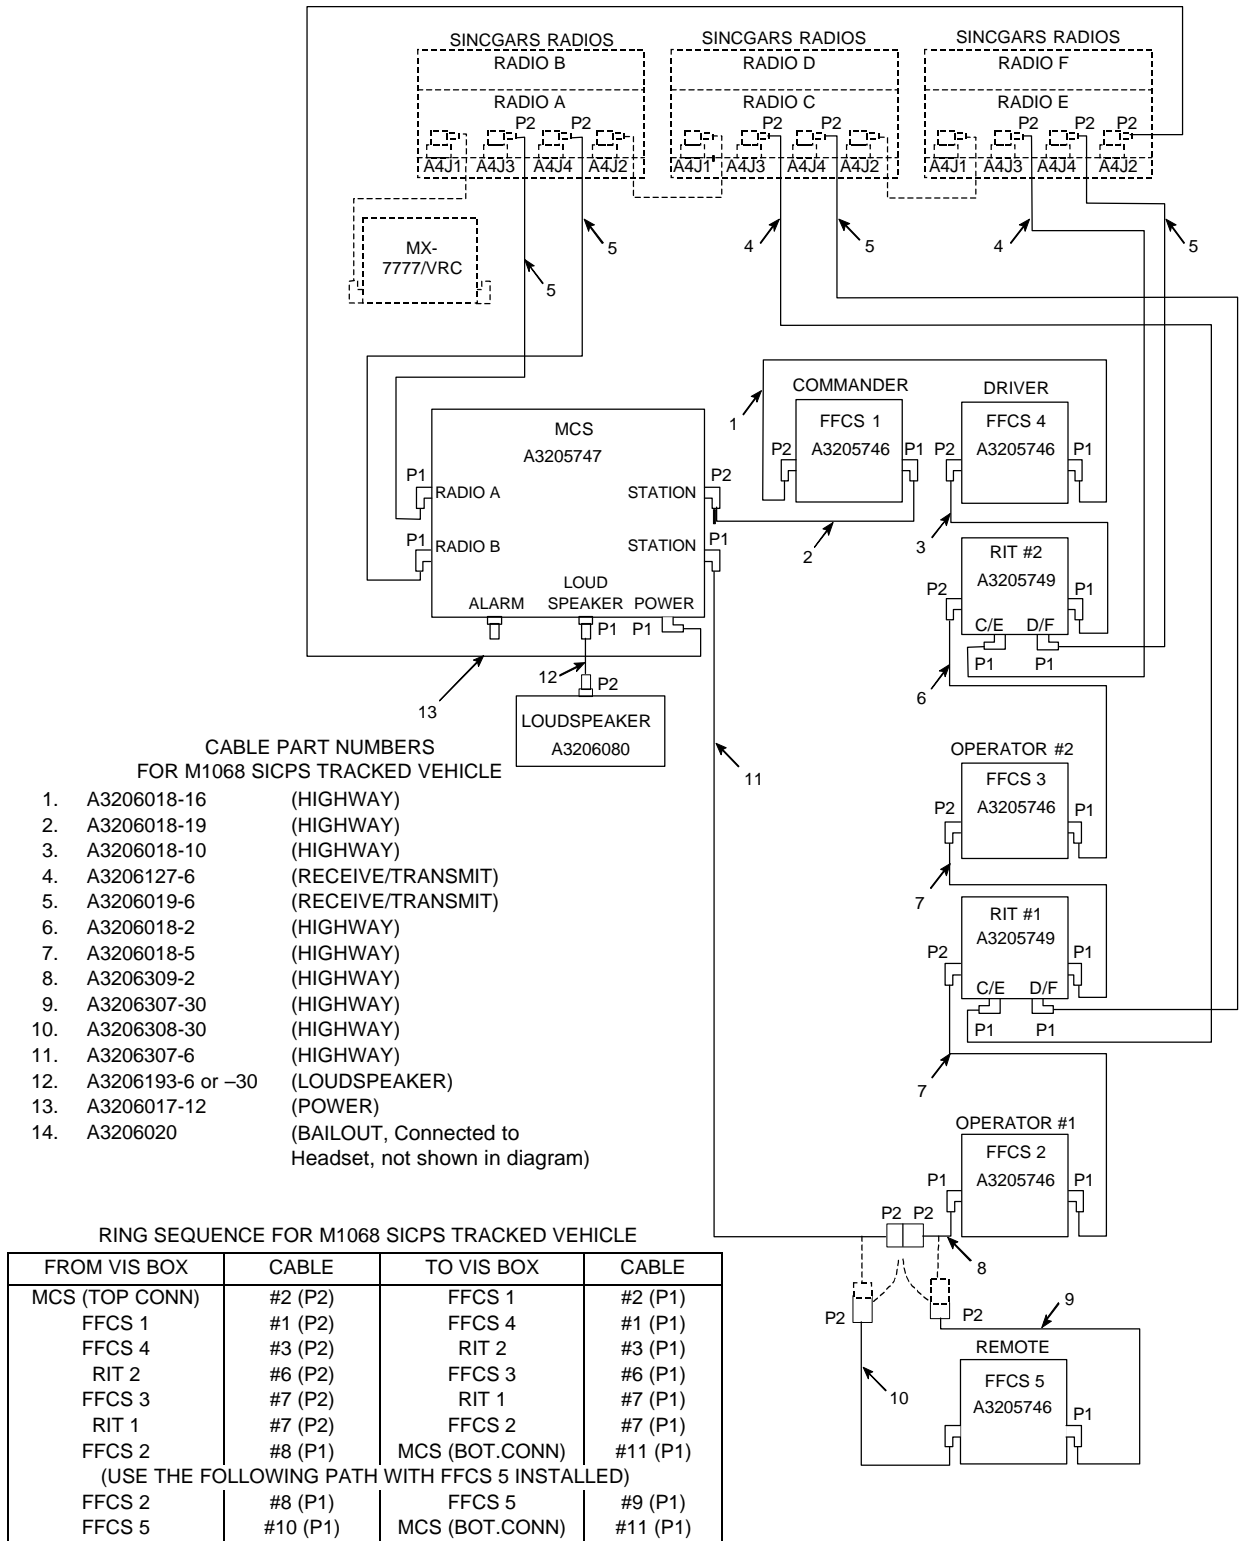 SINCGARS RADIOS
RADIO B
RADIO A
P2 P2
A4J1 A4J3 A4J4 A4J2
SINCGARS RADIOS
RADIO D
RADIO C
P2 P2
A4J1 A4J3 A4J4 A4J2
SINCGARS RADIOS
RADIO F
RADIO E
P2 P2 P2
A4J1 A4J3 A4J4 A4J2
MX-
7777/VRC
5
5
4
5
4
5
MCS
A3205747
P1
RADIO A
STATION
P2
P1
RADIO B
STATION
P1
ALARM
LOUD
SPEAKER
POWER
P1
P1
12
P2
13
LOUDSPEAKER
A3206080
1
COMMANDER
FFCS 1
A3205746
P2
P1
2
DRIVER
FFCS 4
A3205746
P2
P1
3
RIT #2
A3205749
P2
P1
C/E D/F
P1 P1
6
11
OPERATOR #2
FFCS 3
A3205746
P2
P1
7
RIT #1
A3205749
P2
P1
C/E D/F
P1 P1
7
OPERATOR #1
FFCS 2
A3205746
P1
P1
P2 P2
8
P2
P2
9
10
REMOTE
FFCS 5
A3205746
P1
CABLE PART NUMBERS
FOR M1068 SICPS TRACKED VEHICLE
1. A3206018-16 (HIGHWAY)
2. A3206018-19 (HIGHWAY)
3. A3206018-10 (HIGHWAY)
4. A3206127-6 (RECEIVE/TRANSMIT)
5. A3206019-6 (RECEIVE/TRANSMIT)
6. A3206018-2 (HIGHWAY)
7. A3206018-5 (HIGHWAY)
8. A3206309-2 (HIGHWAY)
9. A3206307-30 (HIGHWAY)
10. A3206308-30 (HIGHWAY)
11. A3206307-6 (HIGHWAY)
12. A3206193-6 or –30 (LOUDSPEAKER)
13. A3206017-12 (POWER)
14. A3206020 (BAILOUT, Connected to
Headset, not shown in diagram)
RING SEQUENCE FOR M1068 SICPS TRACKED VEHICLE
FROM VIS BOX CABLE TO VIS BOX CABLE
MCS (TOP CONN) #2 (P2) FFCS 1 #2 (P1)
FFCS 1 #1 (P2) FFCS 4 #1 (P1)
FFCS 4 #3 (P2) RIT 2 #3 (P1)
RIT 2 #6 (P2) FFCS 3 #6 (P1)
FFCS 3 #7 (P2) RIT 1 #7 (P1)
RIT 1 #7 (P2) FFCS 2 #7 (P1)
FFCS 2 #8 (P1) MCS (BOT.CONN) #11 (P1)
(USE THE FOLLOWING PATH WITH FFCS 5 INSTALLED)
FFCS 2 #8 (P1) FFCS 5 #9 (P1)
FFCS 5 #10 (P1) MCS (BOT.CONN) #11 (P1)